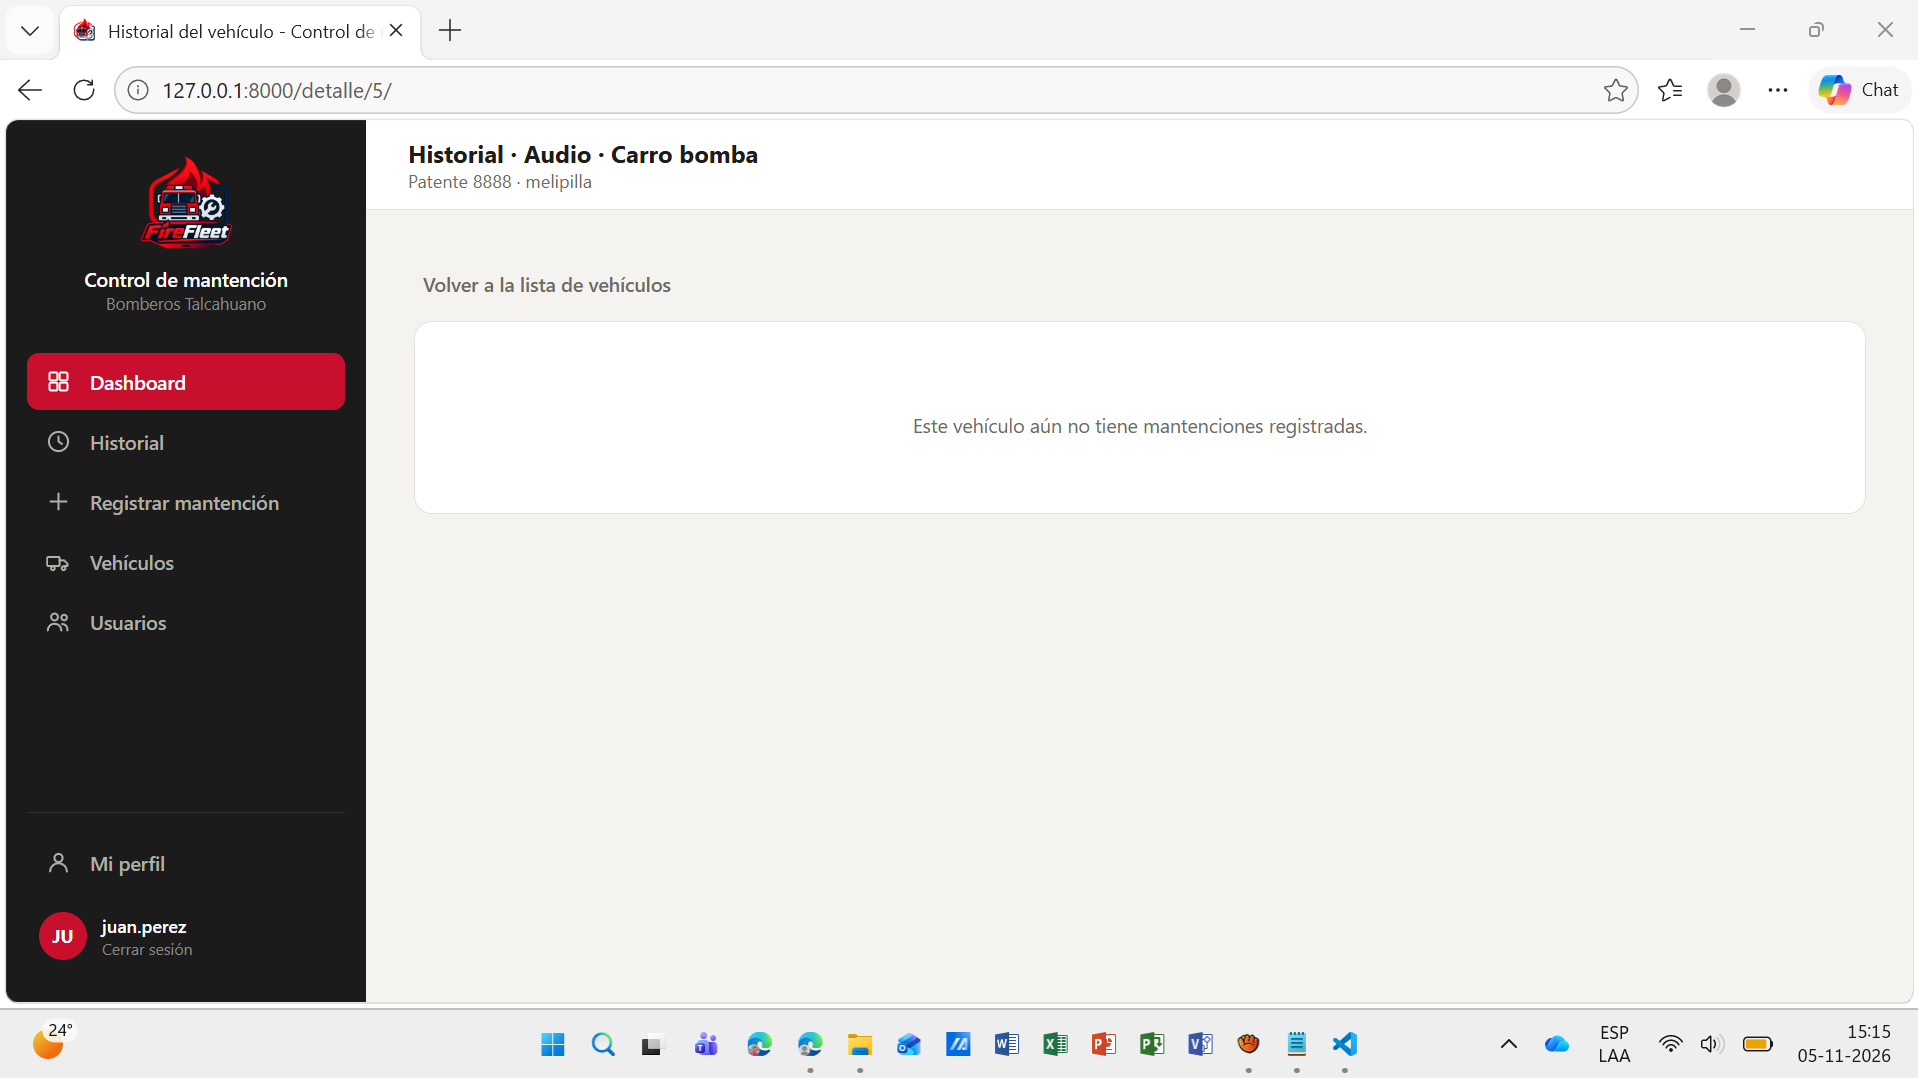 Historial del vehículo - Control de
127.0.0.1:8000/detalle/5/
Chat
FireFleet
Control de mantención
Bomberos Talcahuano
Dashboard
Historial
Registrar mantención
Vehículos
Usuarios
Mi perfil
JU
juan.perez
Cerrar sesión
Historial · Audio · Carro bomba
Patente 8888 · melipilla
Volver a la lista de vehículos
Este vehículo aún no tiene mantenciones registradas.
24°
ESP
LAA
15:15
05-11-2026